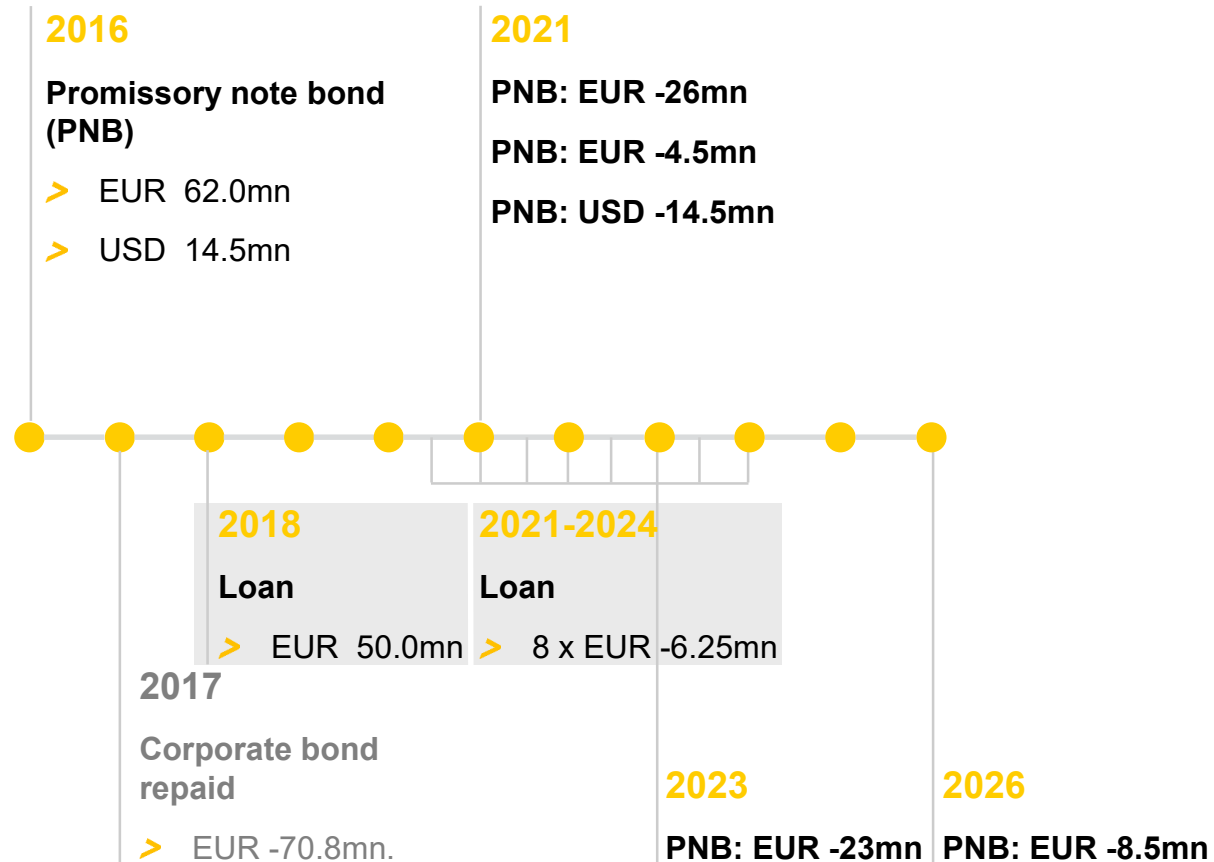 2016
Promissory note bond
(PNB)
> EUR 62.0mn
> USD 14.5mn
2021
PNB: EUR -26mn
PNB: EUR -4.5mn
PNB: USD -14.5mn
2018
Loan
> EUR 50.0mn
2021-2024
Loan
> 8 x EUR -6.25mn
2017
Corporate bond
repaid
> EUR -70.8mn.
2023
PNB: EUR -23mn
2026
PNB: EUR -8.5mn